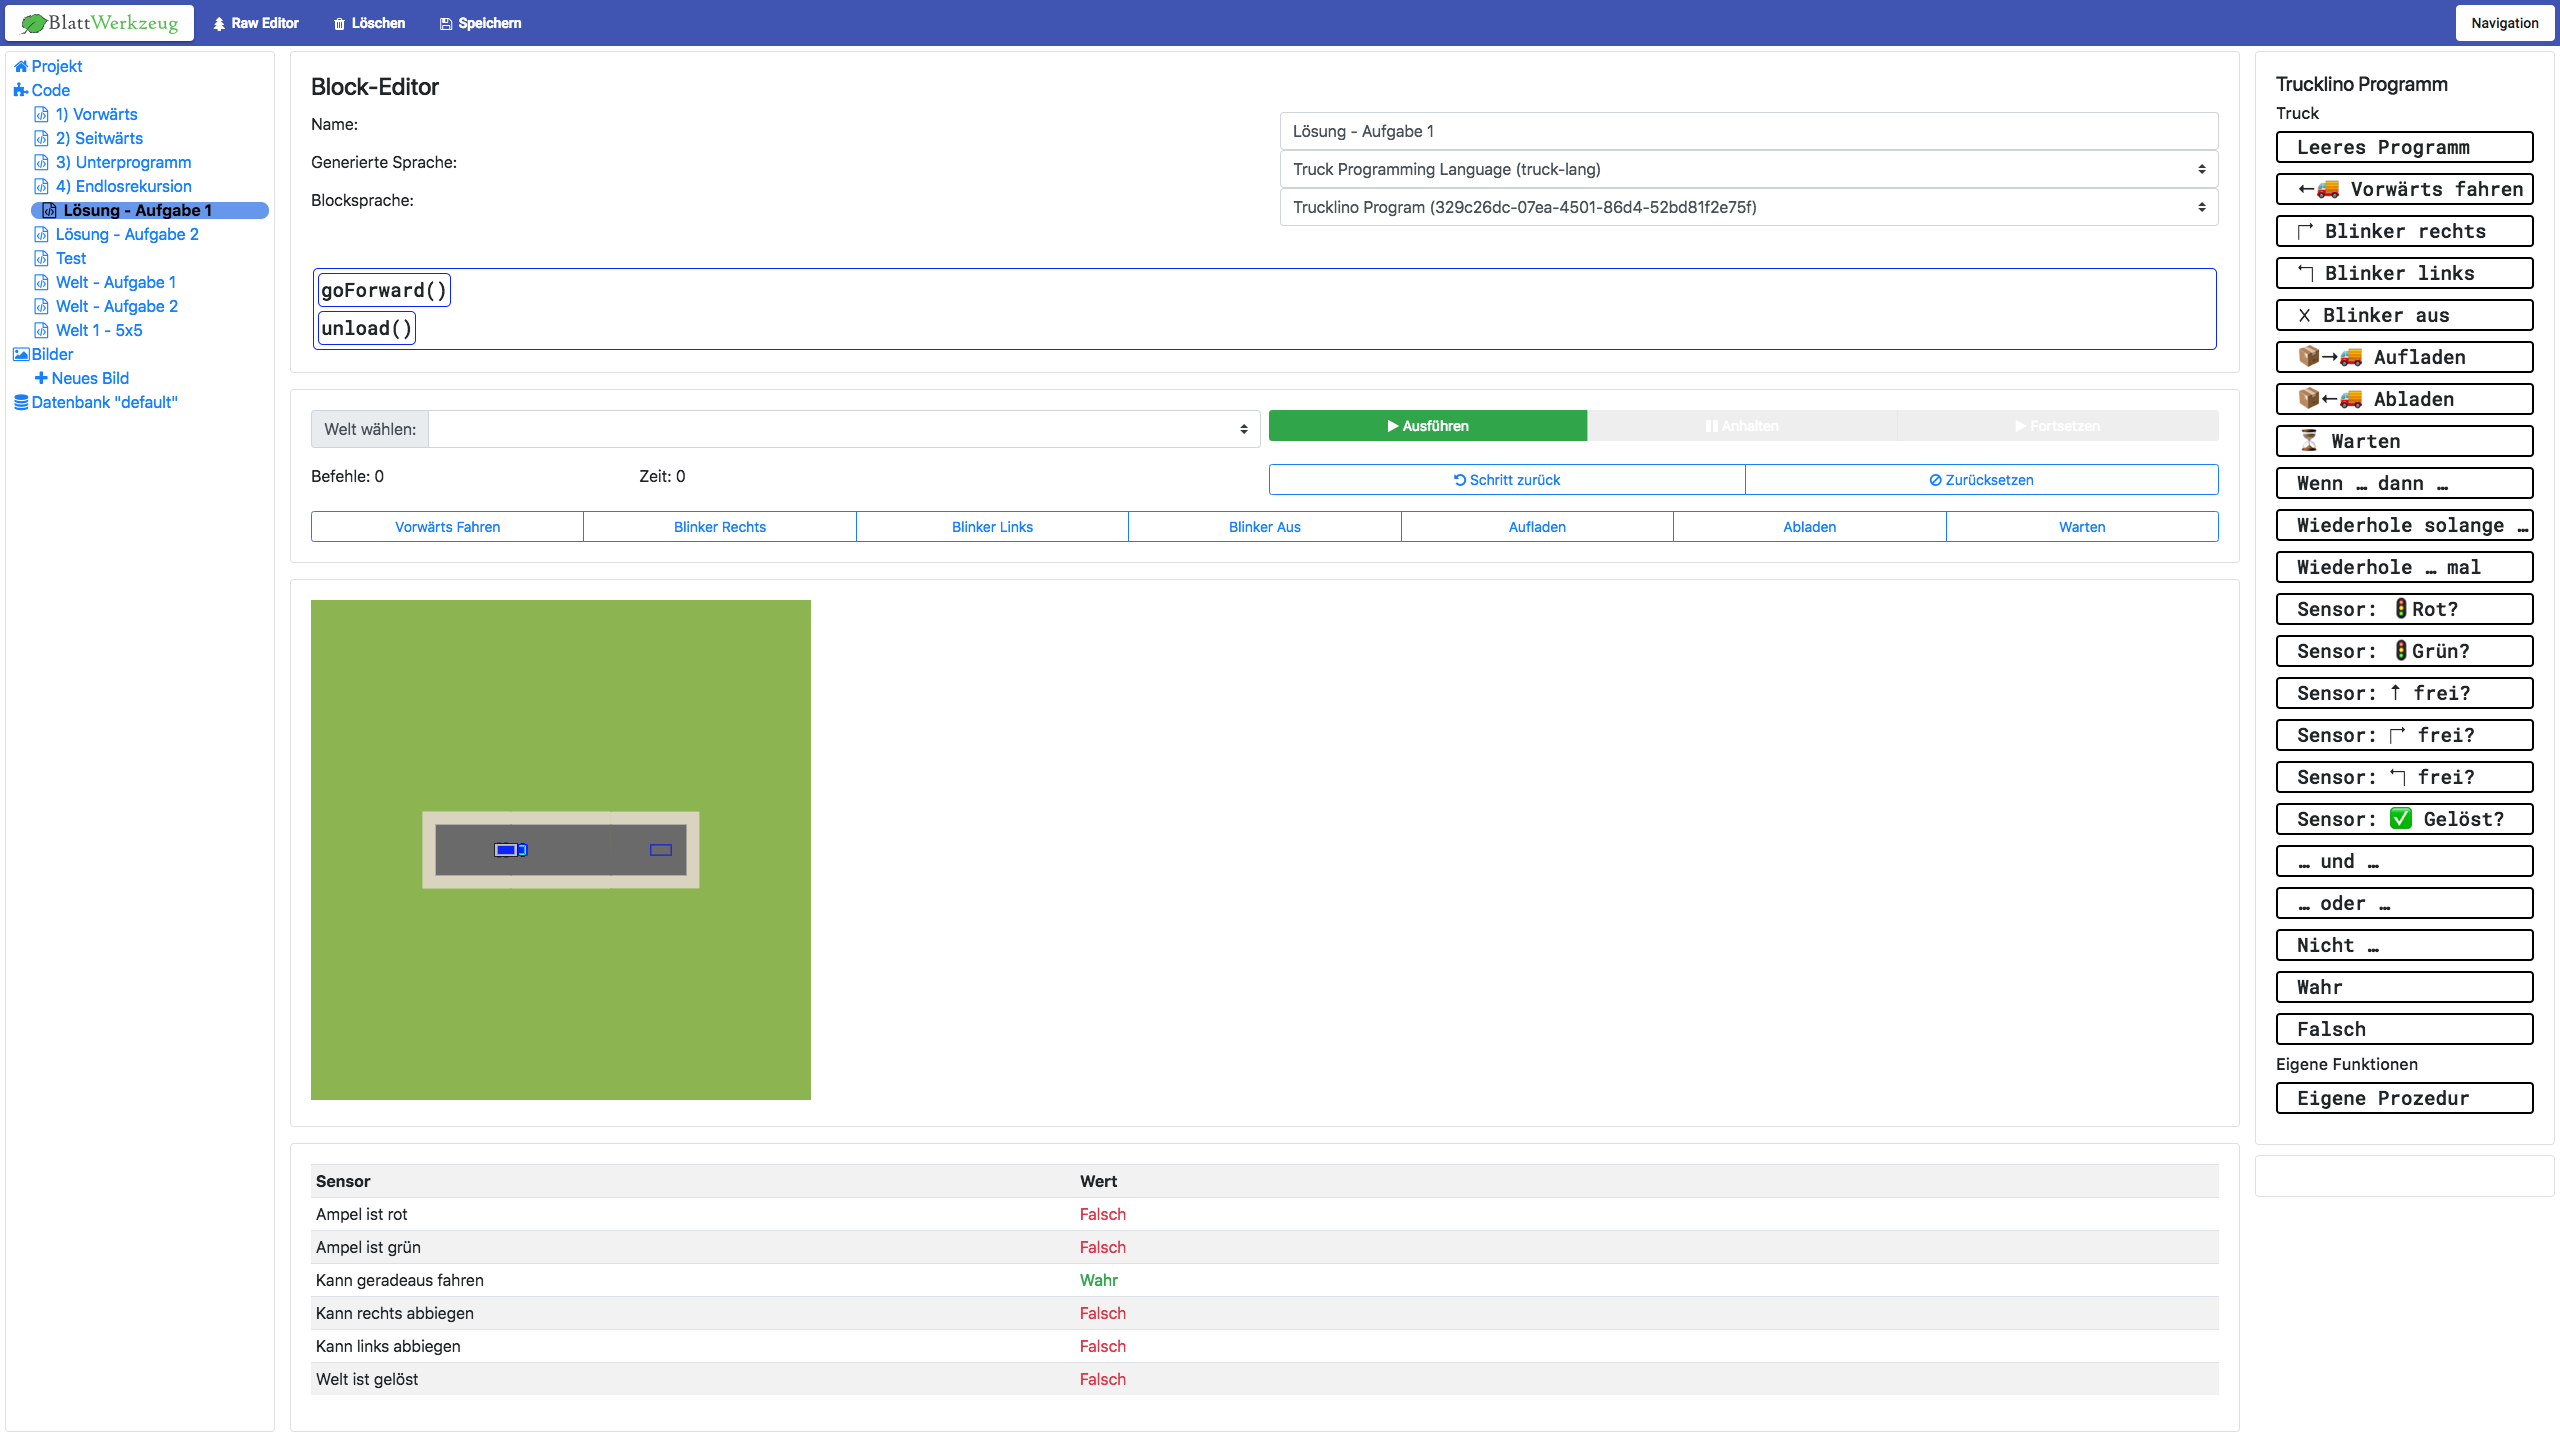 BlattWerkzeug
Raw Editor
Löschen
Speichern
Navigation
Projekt
Code
1) Vorwärts
2) Seitwärts
3) Unterprogramm
4) Endlosrekursion
Lösung - Aufgabe 1
Lösung - Aufgabe 2
Test
Welt - Aufgabe 1
Welt - Aufgabe 2
Welt 1 - 5x5
Bilder
Neues Bild
Datenbank "default"
Block-Editor
Name:
Lösung - Aufgabe 1
Generierte Sprache:
Truck Programming Language (truck-lang)
Blocksprache:
Trucklino Program (329c26dc-07ea-4501-86d4-52bd81f2e75f)
goForward()
unload()
Welt wählen:
Ausführen
Anhalten
Fortsetzen
Befehle: 0
Zeit: 0
Schritt zurück
Zurücksetzen
Vorwärts Fahren
Blinker Rechts
Blinker Links
Blinker Aus
Aufladen
Abladen
Warten
Sensor Wert
Ampel ist rot Falsch
Ampel ist grün Falsch
Kann geradeaus fahren Wahr
Kann rechts abbiegen Falsch
Kann links abbiegen Falsch
Welt ist gelöst Falsch
Trucklino Programm
Truck
Leeres Programm
←🚚 Vorwärts fahren
Blinker rechts
Blinker links
☓ Blinker aus
📦→🚚 Aufladen
📦←🚚 Abladen
⏳ Warten
Wenn … dann …
Wiederhole solange …
Wiederhole … mal
Sensor: 🚦Rot?
Sensor: 🚦Grün?
Sensor: ↑ frei?
Sensor: ↱ frei?
Sensor: ↰ frei?
Sensor: ✅ Gelöst?
… und …
… oder …
Nicht …
Wahr
Falsch
Eigene Funktionen
Eigene Prozedur